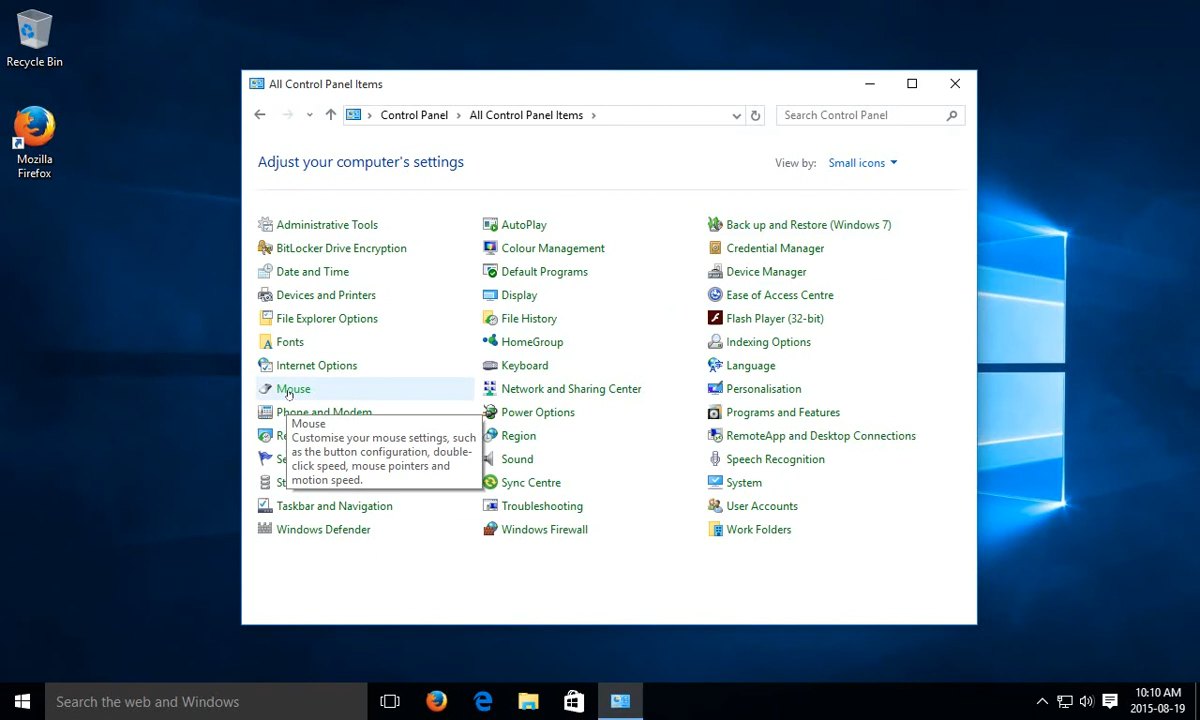 Recycle Bin
Mozilla
Firefox
All Control Panel Items
Control Panel
All Control Panel Items
Search Control Panel
Adjust your computer's settings
View by: Small icons
Administrative Tools
AutoPlay
Back up and Restore (Windows 7)
BitLocker Drive Encryption
Colour Management
Credential Manager
Date and Time
Default Programs
Device Manager
Devices and Printers
Display
Ease of Access Centre
File Explorer Options
File History
Flash Player (32-bit)
Fonts
HomeGroup
Indexing Options
Internet Options
Keyboard
Language
Mouse
Network and Sharing Center
Personalisation
Phone and Modem
Power Options
Programs and Features
Region
RemoteApp and Desktop Connections
Sound
Speech Recognition
Sync Centre
System
Mouse
Customise your mouse settings, such
as the button configuration, double-
click speed, mouse pointers and
motion speed.
Taskbar and Navigation
Troubleshooting
User Accounts
Windows Defender
Windows Firewall
Work Folders
Search the web and Windows
10:10 AM
2015-08-19